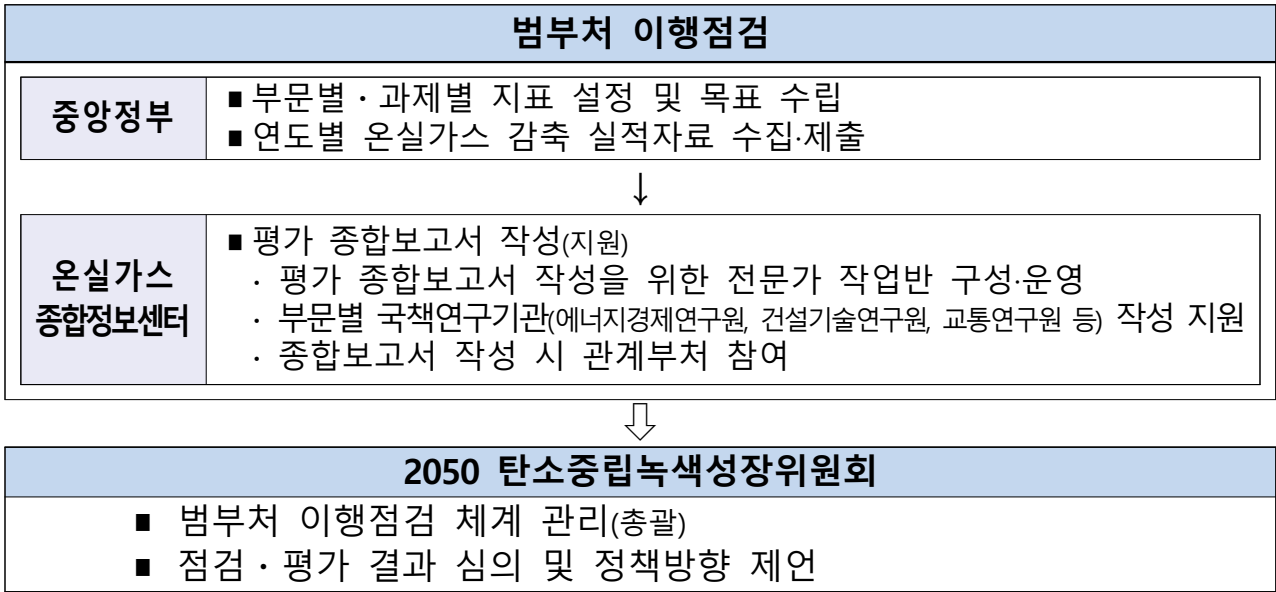 범부처 이행점검
중앙정부
■ 부문별・과제별 지표 설정 및 목표 수립
■ 연도별 온실가스 감축 실적자료 수집·제출
↓
온실가스
종합정보센터
■ 평가 종합보고서 작성(지원)
· 평가 종합보고서 작성을 위한 전문가 작업반 구성·운영
· 부문별 국책연구기관(에너지경제연구원, 건설기술연구원, 교통연구원 등) 작성 지원
· 종합보고서 작성 시 관계부처 참여
⇩
2050 탄소중립녹색성장위원회
■ 범부처 이행점검 체계 관리(총괄)
■ 점검・평가 결과 심의 및 정책방향 제언